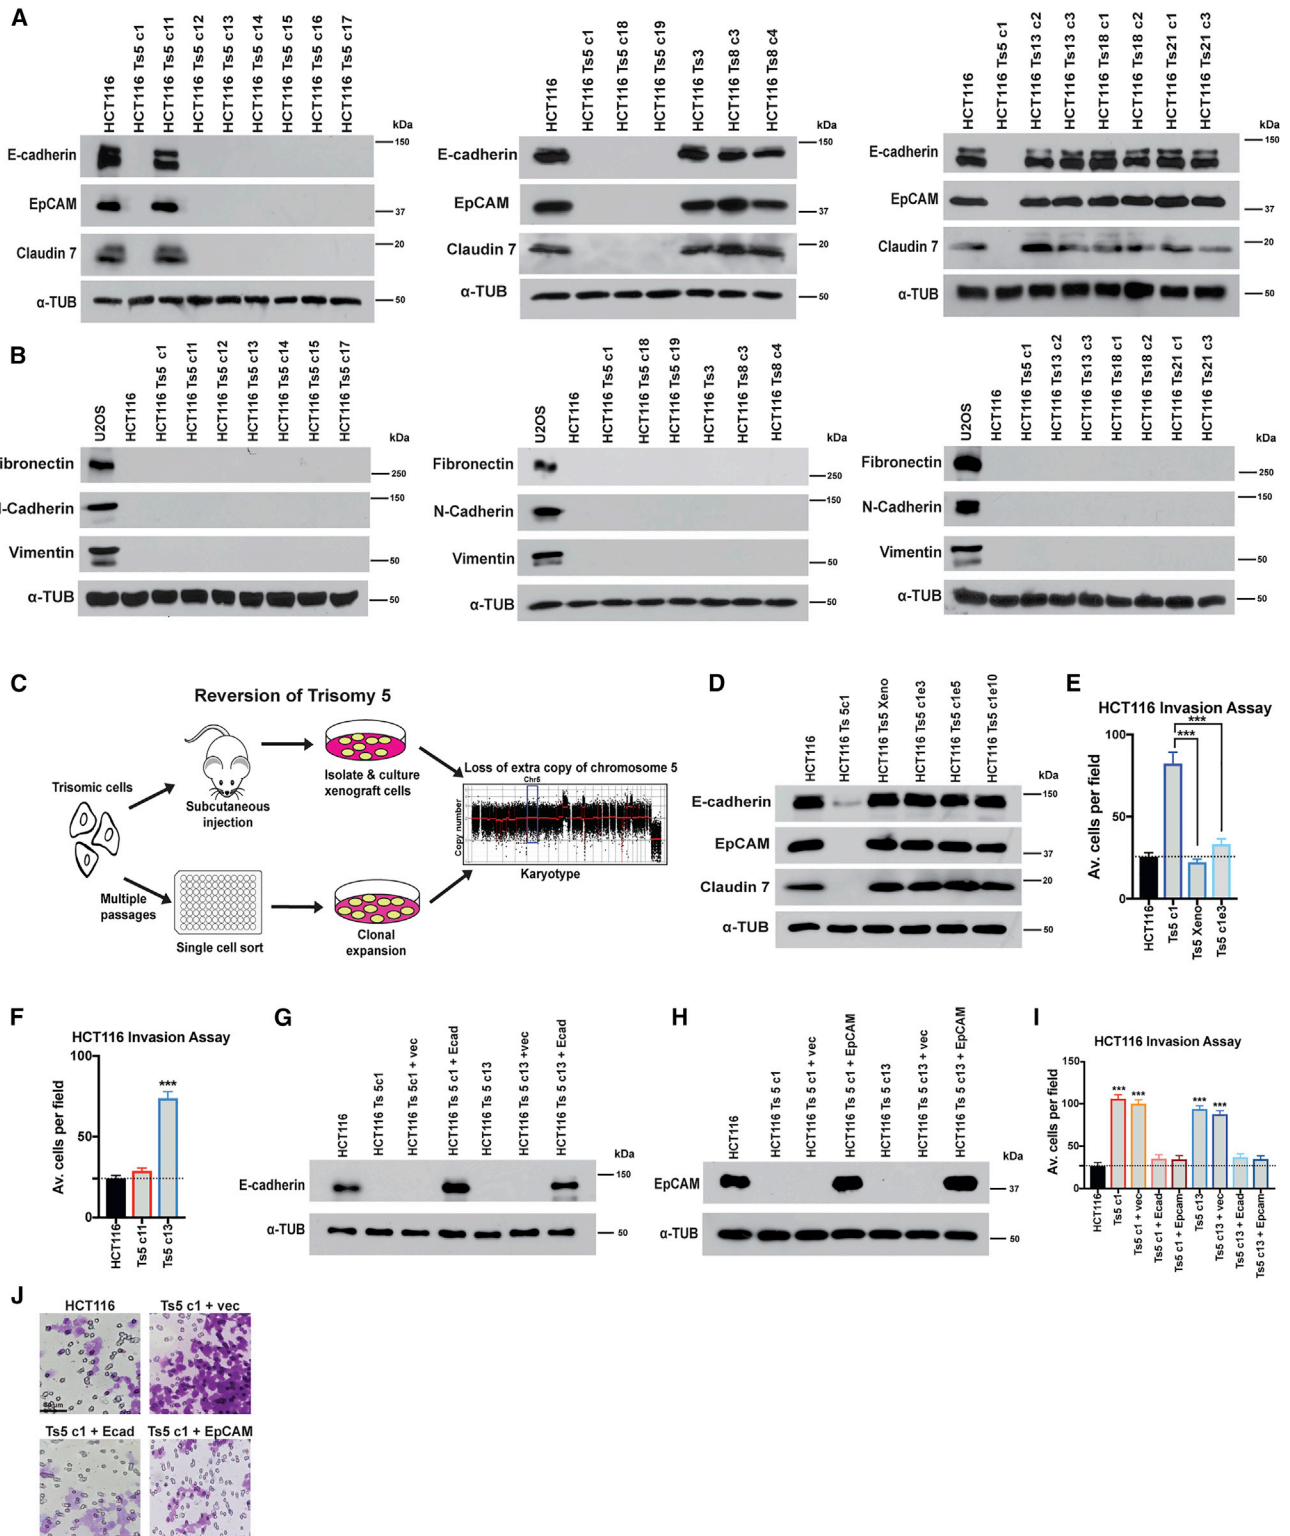 A
HCT116
HCT116 Ts5 c1
HCT116 Ts5 c11
HCT116 Ts5 c12
HCT116 Ts5 c13
HCT116 Ts5 c14
HCT116 Ts5 c15
HCT116 Ts5 c16
HCT116 Ts5 c17
kDa
E-cadherin
150
EpCAM
37
Claudin 7
20
α-TUB
50
HCT116
HCT116 Ts5 c1
HCT116 Ts5 c18
HCT116 Ts5 c19
HCT116 Ts3
HCT116 Ts8 c3
HCT116 Ts8 c4
kDa
E-cadherin
150
EpCAM
37
Claudin 7
20
α-TUB
50
HCT116
HCT116 Ts5 c1
HCT116 Ts13 c2
HCT116 Ts13 c3
HCT116 Ts18 c1
HCT116 Ts18 c2
HCT116 Ts21 c1
HCT116 Ts21 c3
kDa
E-cadherin
150
EpCAM
37
Claudin 7
20
α-TUB
50
B
U2OS
HCT116
HCT116 Ts5 c1
HCT116 Ts5 c11
HCT116 Ts5 c12
HCT116 Ts5 c13
HCT116 Ts5 c14
HCT116 Ts5 c15
HCT116 Ts5 c17
kDa
ibronectin
250
-Cadherin
150
Vimentin
50
α-TUB
50
U2OS
HCT116
HCT116 Ts5 c1
HCT116 Ts5 c18
HCT116 Ts5 c19
HCT116 Ts3
HCT116 Ts8 c3
HCT116 Ts8 c4
kDa
Fibronectin
250
N-Cadherin
150
Vimentin
50
α-TUB
50
U2OS
HCT116
HCT116 Ts5 c1
HCT116 Ts13 c2
HCT116 Ts13 c3
HCT116 Ts18 c1
HCT116 Ts18 c2
HCT116 Ts21 c1
HCT116 Ts21 c3
kDa
Fibronectin
250
N-Cadherin
150
Vimentin
50
α-TUB
50
C
Reversion of Trisomy 5
Trisomic cells
Subcutaneous
injection
Isolate & culture
xenograft cells
Loss of extra copy of chromosome 5
Chr5
Copy number
Karyotype
Multiple
passages
Single cell sort
Clonal
expansion
D
HCT116
HCT116 Ts 5c1
HCT116 Ts5 Xeno
HCT116 Ts5 c1e3
HCT116 Ts5 c1e5
HCT116 Ts5 c1e10
kDa
E-cadherin
150
EpCAM
37
Claudin 7
20
α-TUB
50
E
HCT116 Invasion Assay
Av. cells per field
100
50
0
***
***
HCT116
Ts5 c1
Ts5 Xeno
Ts5 c1e3
F
HCT116 Invasion Assay
Av. cells per field
100
50
0
***
HCT116
Ts5 c11
Ts5 c13
G
HCT116
HCT116 Ts 5c1
HCT116 Ts 5c1 + vec
HCT116 Ts 5 c1 + Ecad
HCT116 Ts 5 c13
HCT116 Ts 5 c13 +vec
HCT116 Ts 5 c13 + Ecad
kDa
E-cadherin
150
α-TUB
50
H
HCT116
HCT116 Ts 5 c1
HCT116 Ts 5 c1 + vec
HCT116 Ts 5 c1 + EpCAM
HCT116 Ts 5 c13
HCT116 Ts 5 c13 + vec
HCT116 Ts 5 c13 + EpCAM
kDa
EpCAM
37
α-TUB
50
I
HCT116 Invasion Assay
Av. cells per field
150
100
50
0
***
***
***
***
HCT116
Ts5 c1
Ts5 c1 + vec
Ts5 c1 + Ecad
Ts5 c1 + Epcam
Ts5 c13
Ts5 c13 + vec
Ts5 c13 + Ecad
Ts5 c13 + Epcam
J
HCT116
Ts5 c1 + vec
Ts5 c1 + Ecad
Ts5 c1 + EpCAM